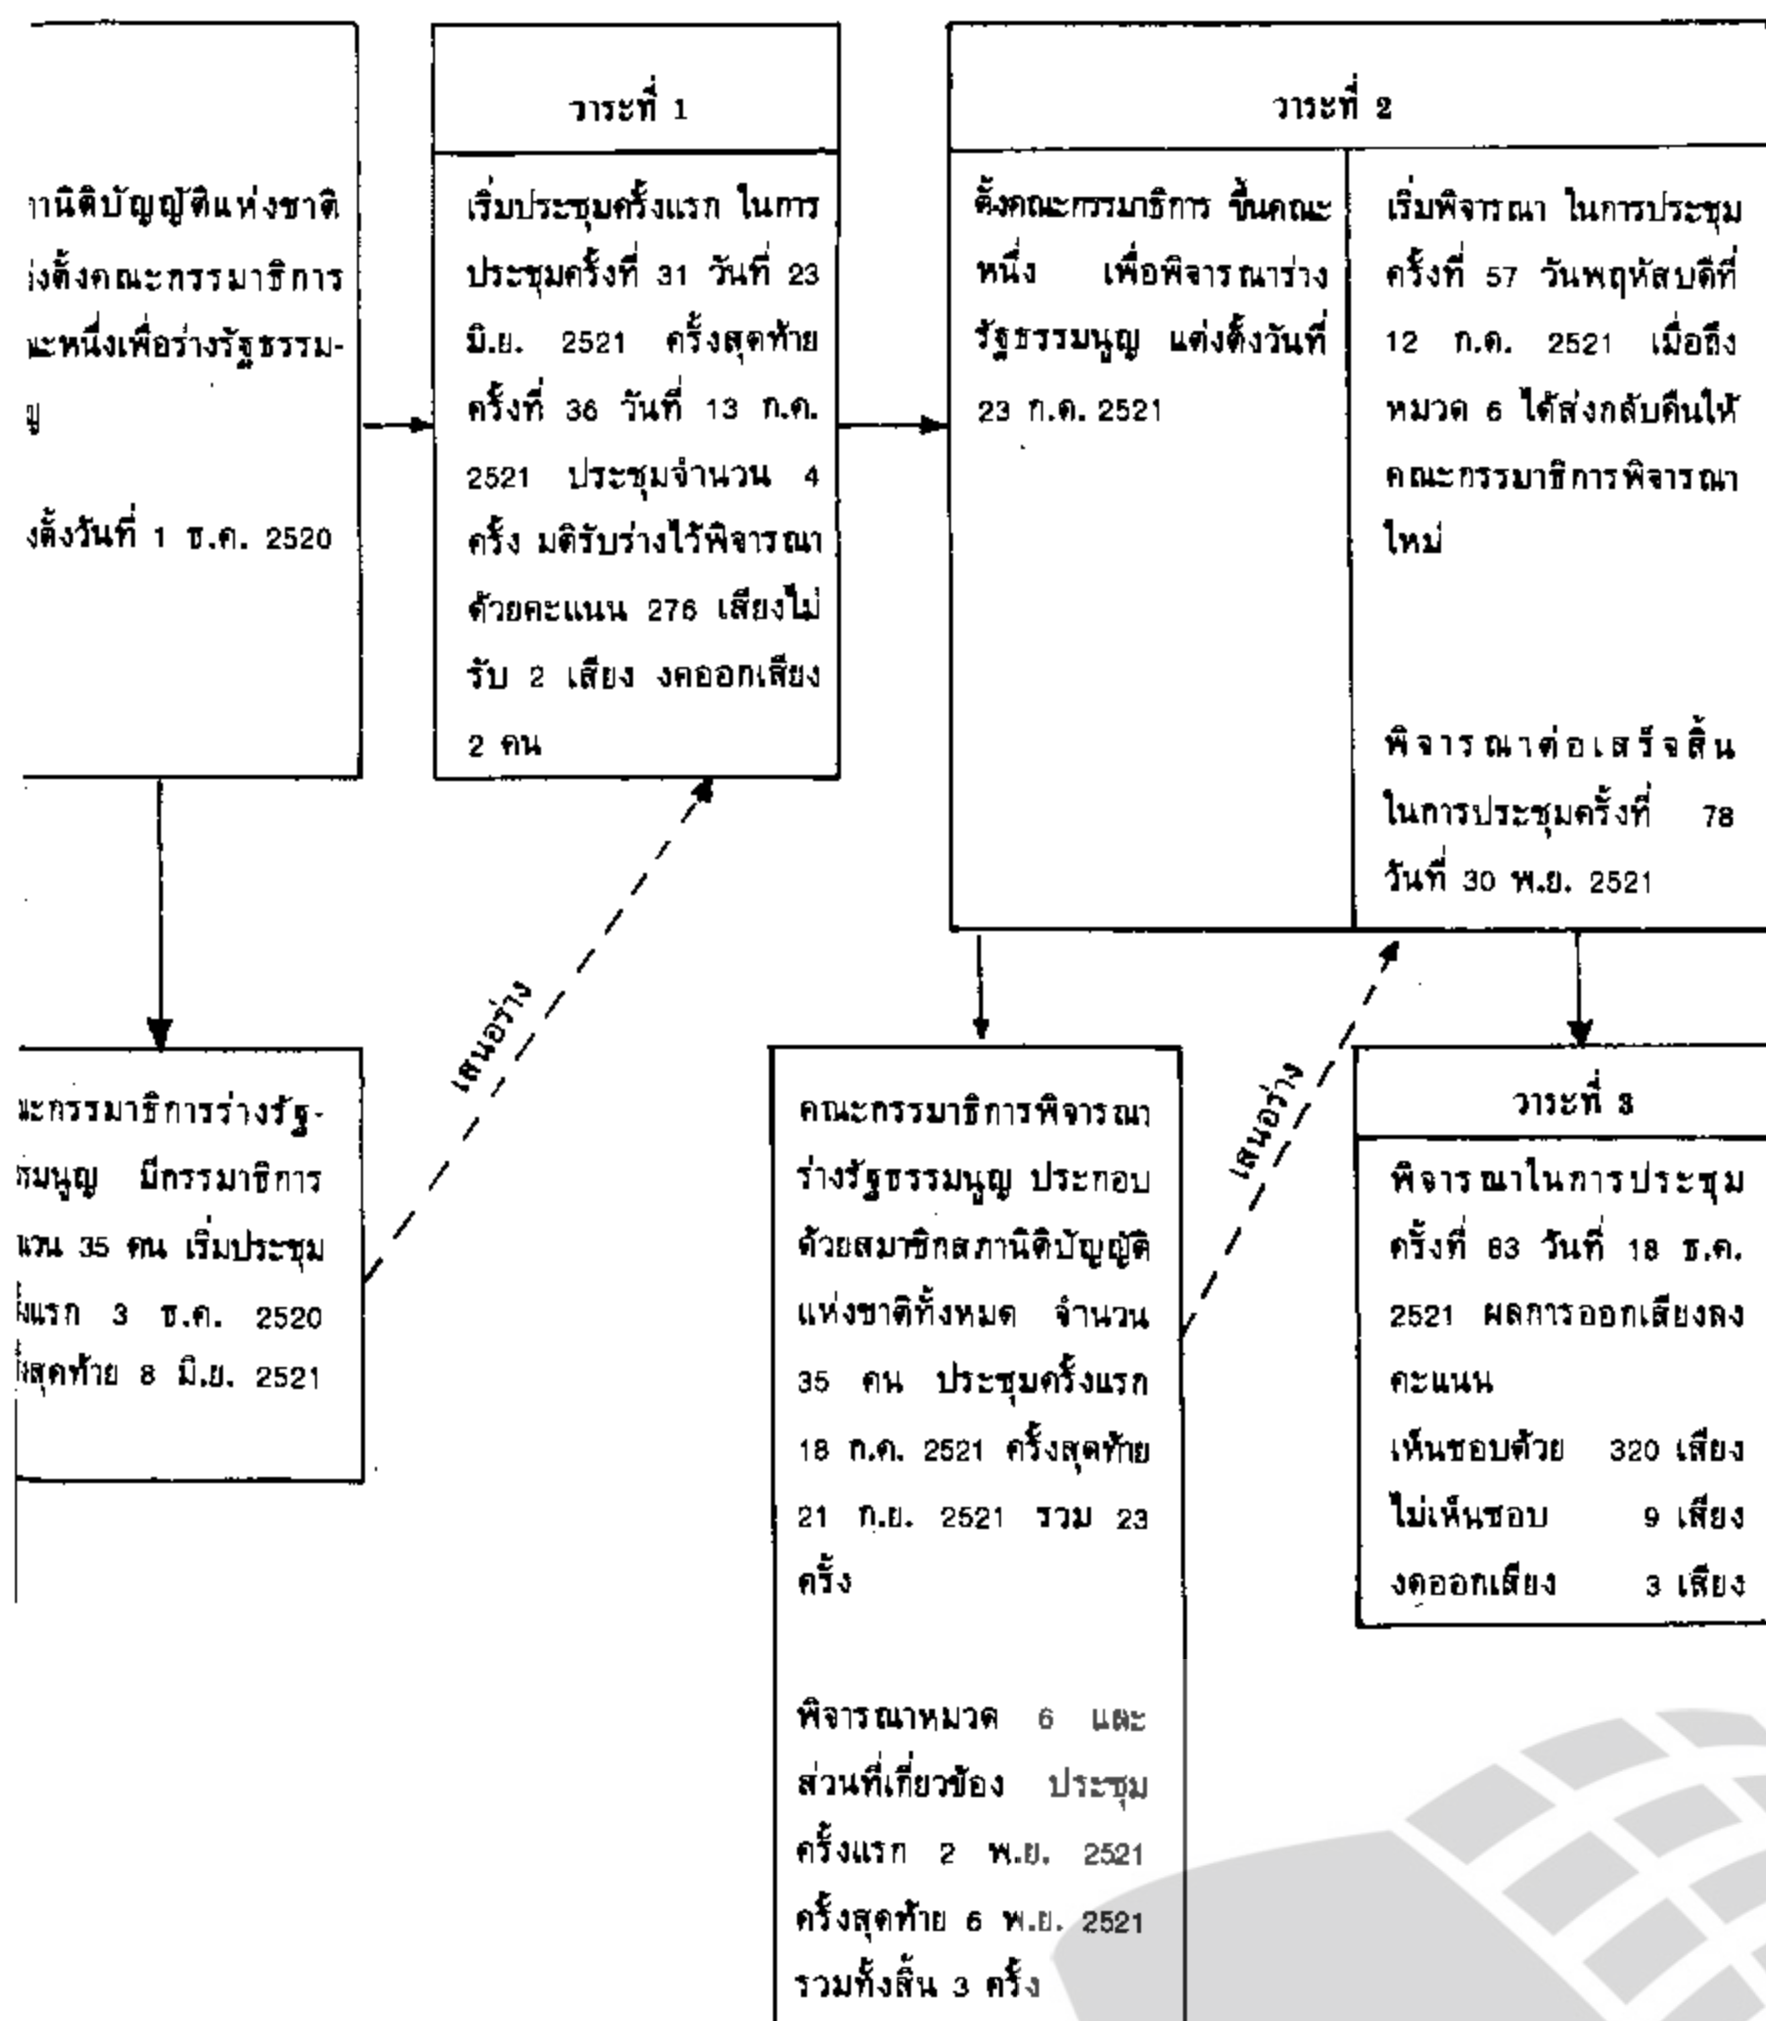 านิติบัญญัติแห่งชาติ
งตั้งคณะกรรมาธิการ
ณะหนึ่งเพื่อร่างรัฐธรรม-
ญ
งตั้งวันที่ 1 ธ.ค. 2520
วาระที่ 1
เริ่มประชุมครั้งแรก ในการ
ประชุมครั้งที่ 31 วันที่ 23
มิ.ย. 2521 ครั้งสุดท้าย
ครั้งที่ 36 วันที่ 13 ก.ค.
2521 ประชุมจำนวน 4
ครั้ง มติรับร่างไว้พิจารณา
ด้วยคะแนน 276 เสียงไม่
รับ 2 เสียง งดออกเสียง
2 คน
วาระที่ 2
ตั้งคณะกรรมาธิการ ขึ้นคณะ
หนึ่ง เพื่อพิจารณาร่าง
รัฐธรรมนูญ แต่งตั้งวันที่
23 ก.ค. 2521
เริ่มพิจารณา ในการประชุม
ครั้งที่ 57 วันพฤหัสบดีที่
12 ก.ค. 2521 เมื่อถึง
หมวด 6 ได้ส่งกลับคืนให้
คณะกรรมาธิการพิจารณา
ใหม่
พิจารณาต่อเสร็จสิ้น
ในการประชุมครั้งที่ 78
วันที่ 30 พ.ย. 2521
เสนอร่าง
เสนอร่าง
ณะกรรมาธิการร่างรัฐ-
รมนูญ มีกรรมาธิการ
นวน 35 คน เริ่มประชุม
งแรก 3 ธ.ค. 2520
งสุดท้าย 8 มิ.ย. 2521
คณะกรรมาธิการพิจารณา
ร่างรัฐธรรมนูญ ประกอบ
ด้วยสมาชิกสภานิติบัญญัติ
แห่งชาติทั้งหมด จำนวน
35 คน ประชุมครั้งแรก
18 ก.ค. 2521 ครั้งสุดท้าย
21 ก.ย. 2521 รวม 23
ครั้ง
พิจารณาหมวด 6 และ
ส่วนที่เกี่ยวข้อง ประชุม
ครั้งแรก 2 พ.ย. 2521
ครั้งสุดท้าย 6 พ.ย. 2521
รวมทั้งสิ้น 3 ครั้ง
วาระที่ 3
พิจารณาในการประชุม
ครั้งที่ 83 วันที่ 18 ธ.ค.
2521 ผลการออกเสียงลง
คะแนน
เห็นชอบด้วย 320 เสียง
ไม่เห็นชอบ 9 เสียง
งดออกเสียง 3 เสียง